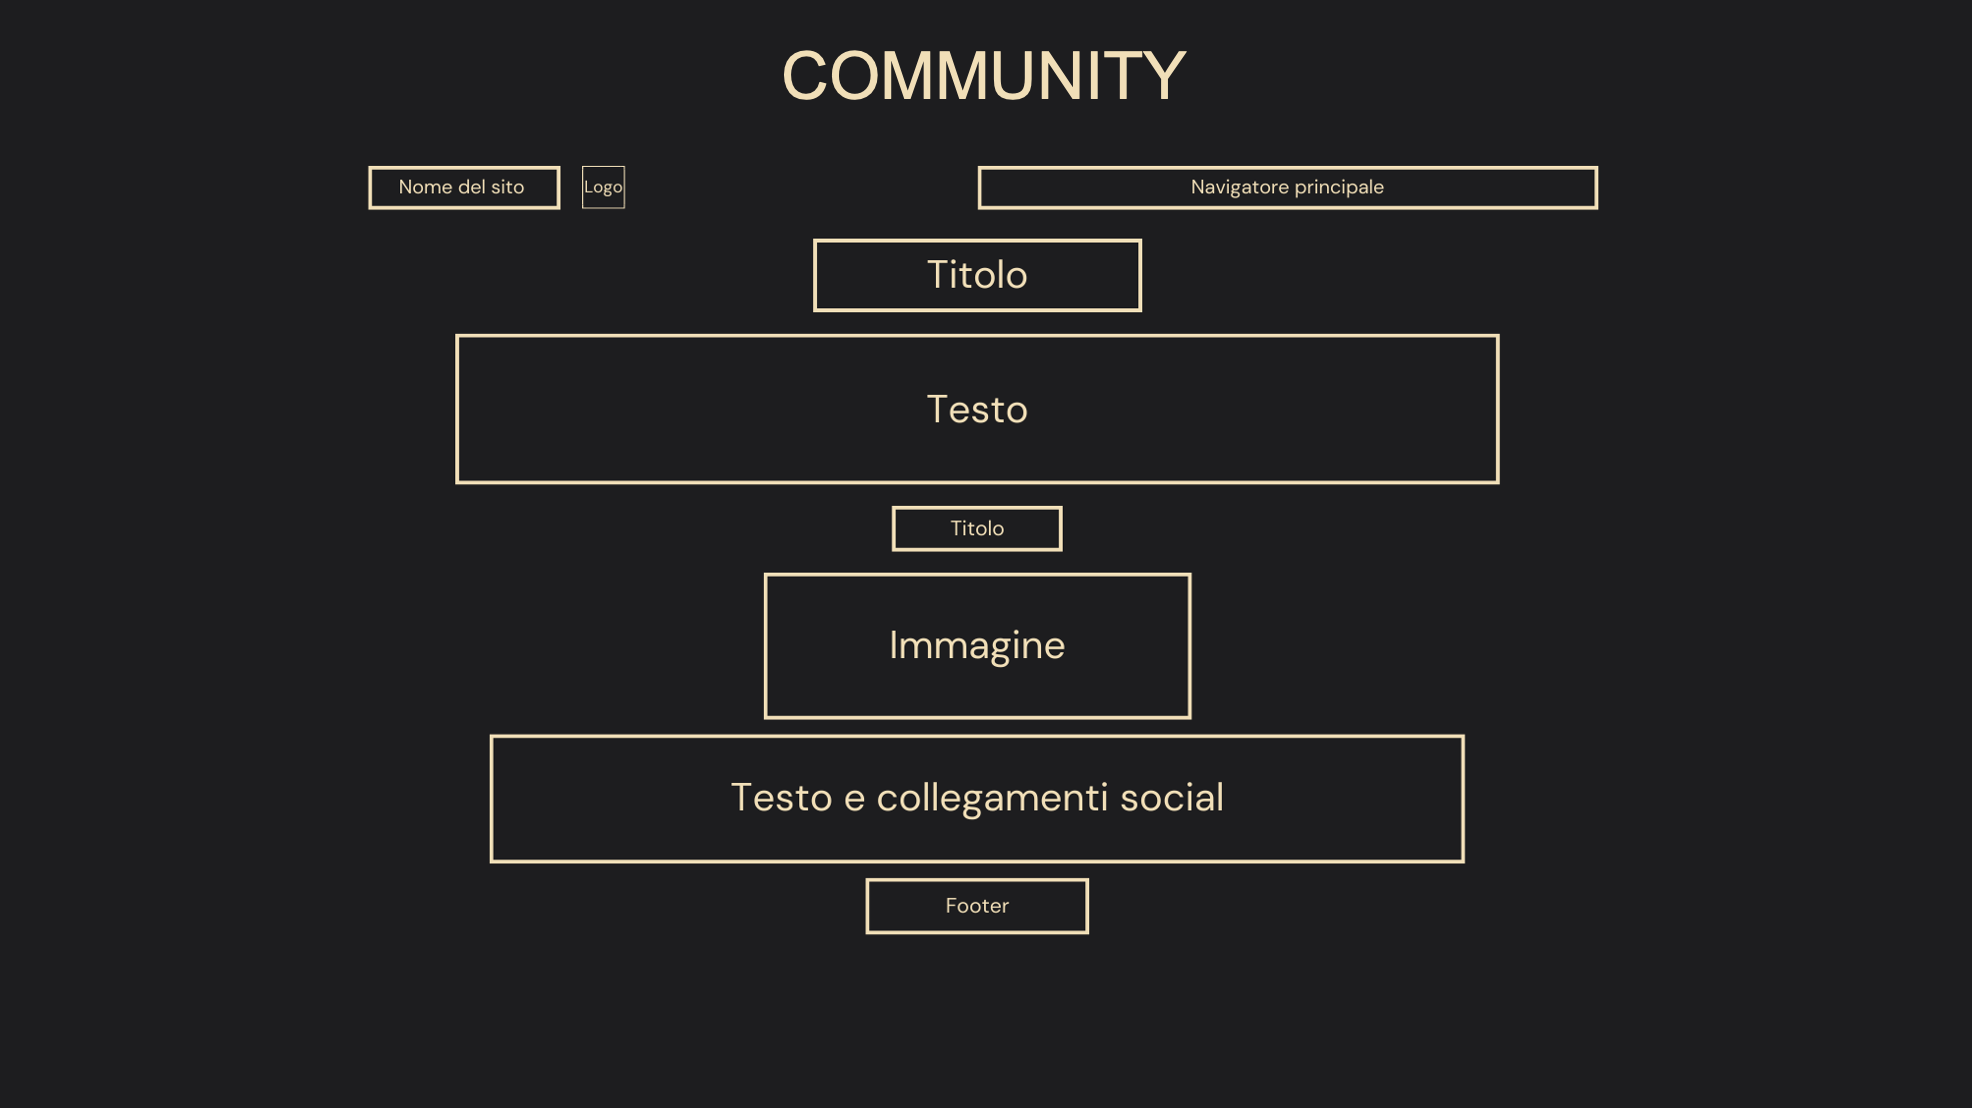 COMMUNITY
Nome del sito
Logo
Navigatore principale
Titolo
Testo
Titolo
Immagine
Testo e collegamenti social
Footer